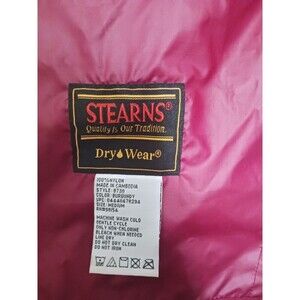 STEARNS®
Quality Is Our Tradition.
Dry Wear®
100%NYLON
MADE IN CAMBODIA
STYLE: 8730
COLOR: BURGUNDY
SIZE: MEDIUM
MACHINE WASH COLD
GENTLE CYCLE
ONLY NON-CHLORINE
BLEACH WHEN NEEDED
LINE DRY
DO NOT DRY CLEAN
DO NOT IRON